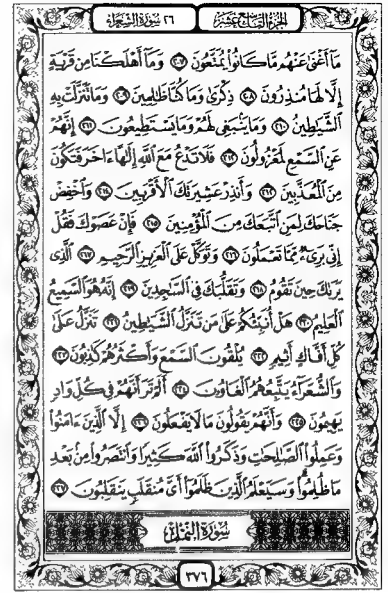 الجزء التاسع عشر
٢٦ سورة الشعراء
مَآ أَغْنَىٰ عَنْهُم مَّا كَانُوا۟ يُمَتَّعُونَ ٢٠٧ وَمَآ أَهْلَكْنَا مِن قَرْيَةٍ
إِلَّا لَهَا مُنذِرُونَ ٢٠٨ ذِكْرَىٰ وَمَا كُنَّا ظَٰلِمِينَ ٢٠٩ وَمَا تَنَزَّلَتْ بِهِ
ٱلشَّيَٰطِينُ ٢١٠ وَمَا يَنۢبَغِى لَهُمْ وَمَا يَسْتَطِيعُونَ ٢١١ إِنَّهُمْ
عَنِ ٱلسَّمْعِ لَمَعْزُولُونَ ٢١٢ فَلَا تَدْعُ مَعَ ٱللَّهِ إِلَٰهًا ءَاخَرَ فَتَكُونَ
مِنَ ٱلْمُعَذَّبِينَ ٢١٣ وَأَنذِرْ عَشِيرَتَكَ ٱلْأَقْرَبِينَ ٢١٤ وَٱخْفِضْ
جَنَاحَكَ لِمَنِ ٱتَّبَعَكَ مِنَ ٱلْمُؤْمِنِينَ ٢١٥ فَإِنْ عَصَوْكَ فَقُلْ
إِنِّى بَرِىٓءٌ مِّمَّا تَعْمَلُونَ ٢١٦ وَتَوَكَّلْ عَلَى ٱلْعَزِيزِ ٱلرَّحِيمِ ٢١٧ ٱلَّذِى
يَرَىٰكَ حِينَ تَقُومُ ٢١٨ وَتَقَلُّبَكَ فِى ٱلسَّٰجِدِينَ ٢١٩ إِنَّهُۥ هُوَ ٱلسَّمِيعُ
ٱلْعَلِيمُ ٢٢٠ هَلْ أُنَبِّئُكُمْ عَلَىٰ مَن تَنَزَّلُ ٱلشَّيَٰطِينُ ٢٢١ تَنَزَّلُ عَلَىٰ
كُلِّ أَفَّاكٍ أَثِيمٍ ٢٢٢ يُلْقُونَ ٱلسَّمْعَ وَأَكْثَرُهُمْ كَٰذِبُونَ ٢٢٣
وَٱلشُّعَرَآءُ يَتَّبِعُهُمُ ٱلْغَاوُۥنَ ٢٢٤ أَلَمْ تَرَ أَنَّهُمْ فِى كُلِّ وَادٍ
يَهِيمُونَ ٢٢٥ وَأَنَّهُمْ يَقُولُونَ مَا لَا يَفْعَلُونَ ٢٢٦ إِلَّا ٱلَّذِينَ ءَامَنُوا۟
وَعَمِلُوا۟ ٱلصَّٰلِحَٰتِ وَذَكَرُوا۟ ٱللَّهَ كَثِيرًا وَٱنتَصَرُوا۟ مِنۢ بَعْدِ
مَا ظُلِمُوا۟ وَسَيَعْلَمُ ٱلَّذِينَ ظَلَمُوٓا۟ أَىَّ مُنقَلَبٍ يَنقَلِبُونَ ٢٢٧
سُورَةُ النَّمْلِ
٣٧٦